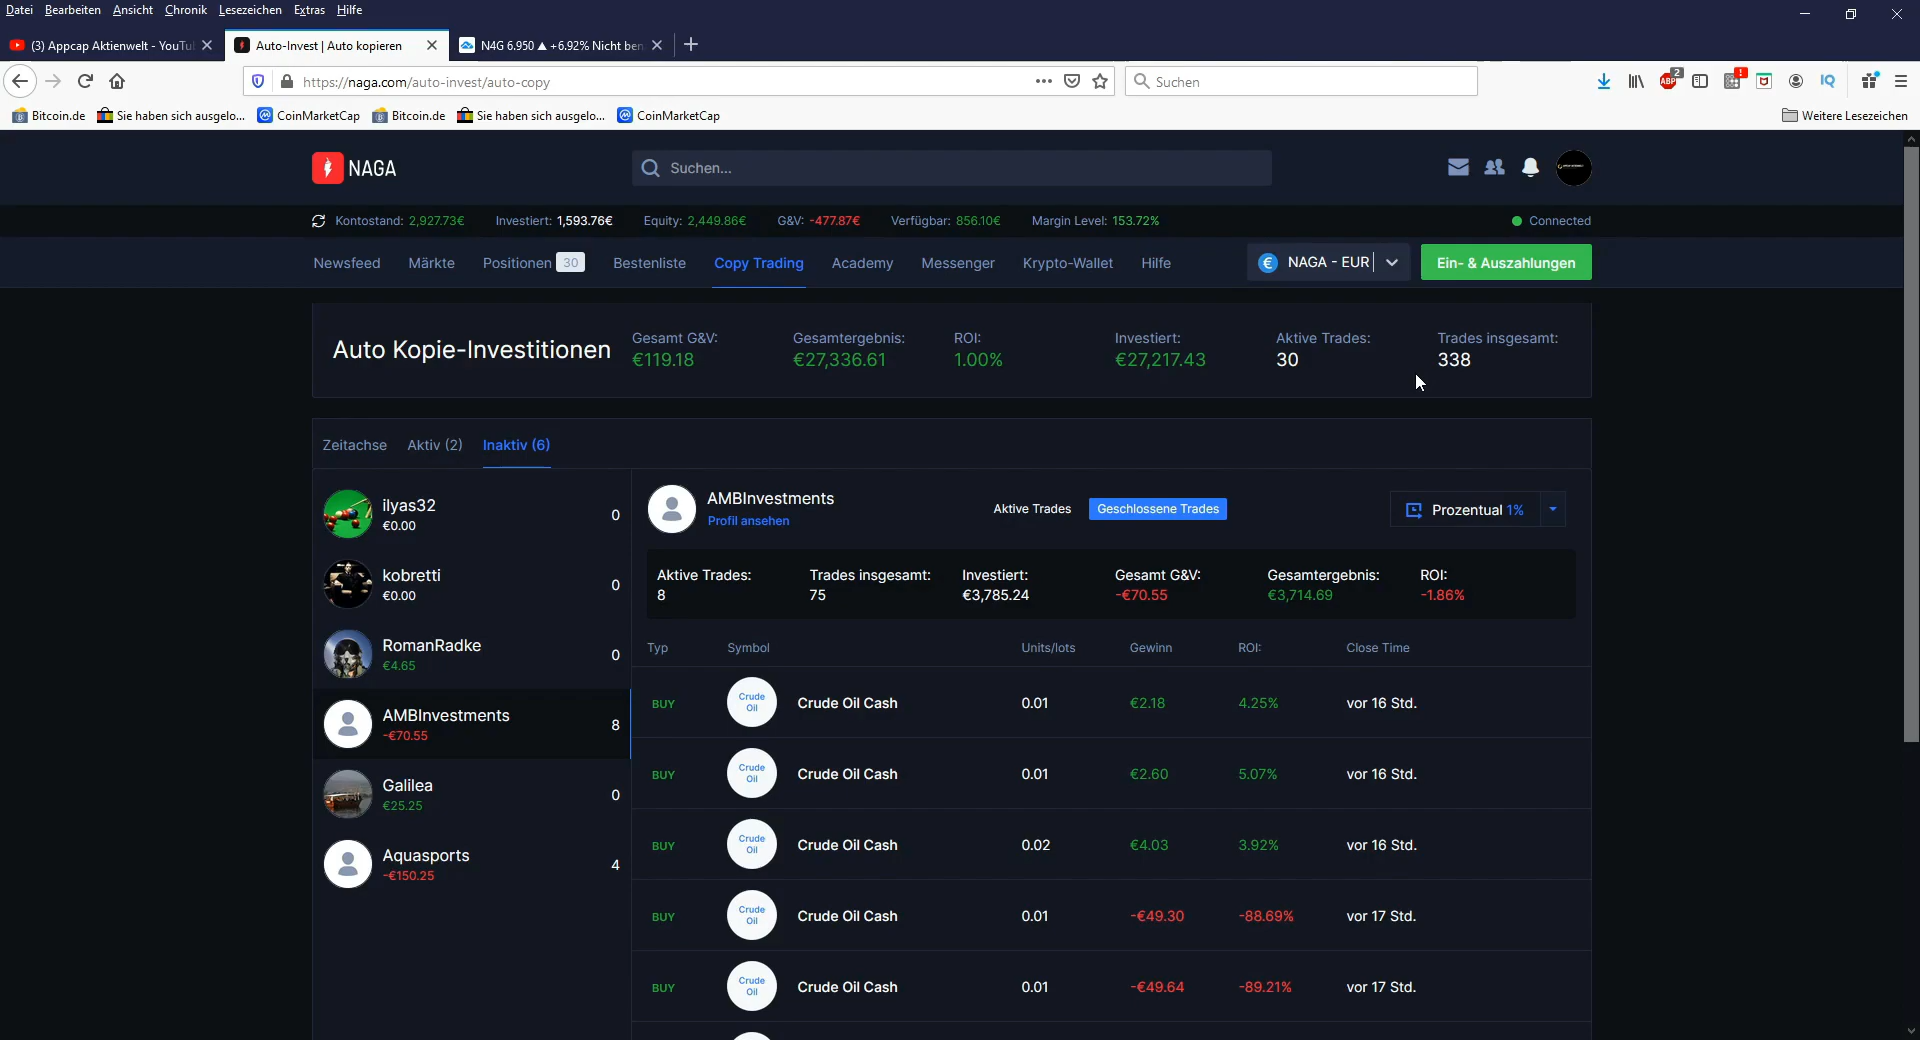 Datei Bearbeiten Ansicht Chronik Lesezeichen Extras Hilfe
(3) Appcap Aktienwelt - YouTu
Auto-Invest | Auto kopieren
N4G 6.950 ▲ +6.92% Nicht ben
https://naga.com/auto-invest/auto-copy
Suchen
ABP 2 1 IQ
Bitcoin.de Sie haben sich ausgelo... CoinMarketCap Bitcoin.de Sie haben sich ausgelo... CoinMarketCap Weitere Lesezeichen
NAGA Suchen...
Kontostand: 2,927.73€ Investiert: 1,593.76€ Equity: 2,449.86€ G&V: -477.87€ Verfügbar: 856.10€ Margin Level: 153.72% Connected
Newsfeed Märkte Positionen 30 Bestenliste Copy Trading Academy Messenger Krypto-Wallet Hilfe € NAGA - EUR Ein- & Auszahlungen
Auto Kopie-Investitionen
Gesamt G&V: Gesamtergebnis: ROI: Investiert: Aktive Trades: Trades insgesamt:
€119.18 €27,336.61 1.00% €27,217.43 30 338
Zeitachse Aktiv (2) Inaktiv (6)
ilyas32
€0.00
0
kobretti
€0.00
0
RomanRadke
€4.65
0
AMBInvestments
-€70.55
8
Galilea
€25.25
0
Aquasports
-€150.25
4
AMBInvestments
Profil ansehen
Aktive Trades Geschlossene Trades Prozentual 1%
Aktive Trades: Trades insgesamt: Investiert: Gesamt G&V: Gesamtergebnis: ROI:
8 75 €3,785.24 -€70.55 €3,714.69 -1.86%
Typ Symbol Units/lots Gewinn ROI: Close Time
BUY Crude Oil Crude Oil Cash 0.01 €2.18 4.25% vor 16 Std.
BUY Crude Oil Crude Oil Cash 0.01 €2.60 5.07% vor 16 Std.
BUY Crude Oil Crude Oil Cash 0.02 €4.03 3.92% vor 16 Std.
BUY Crude Oil Crude Oil Cash 0.01 -€49.30 -88.69% vor 17 Std.
BUY Crude Oil Crude Oil Cash 0.01 -€49.64 -89.21% vor 17 Std.